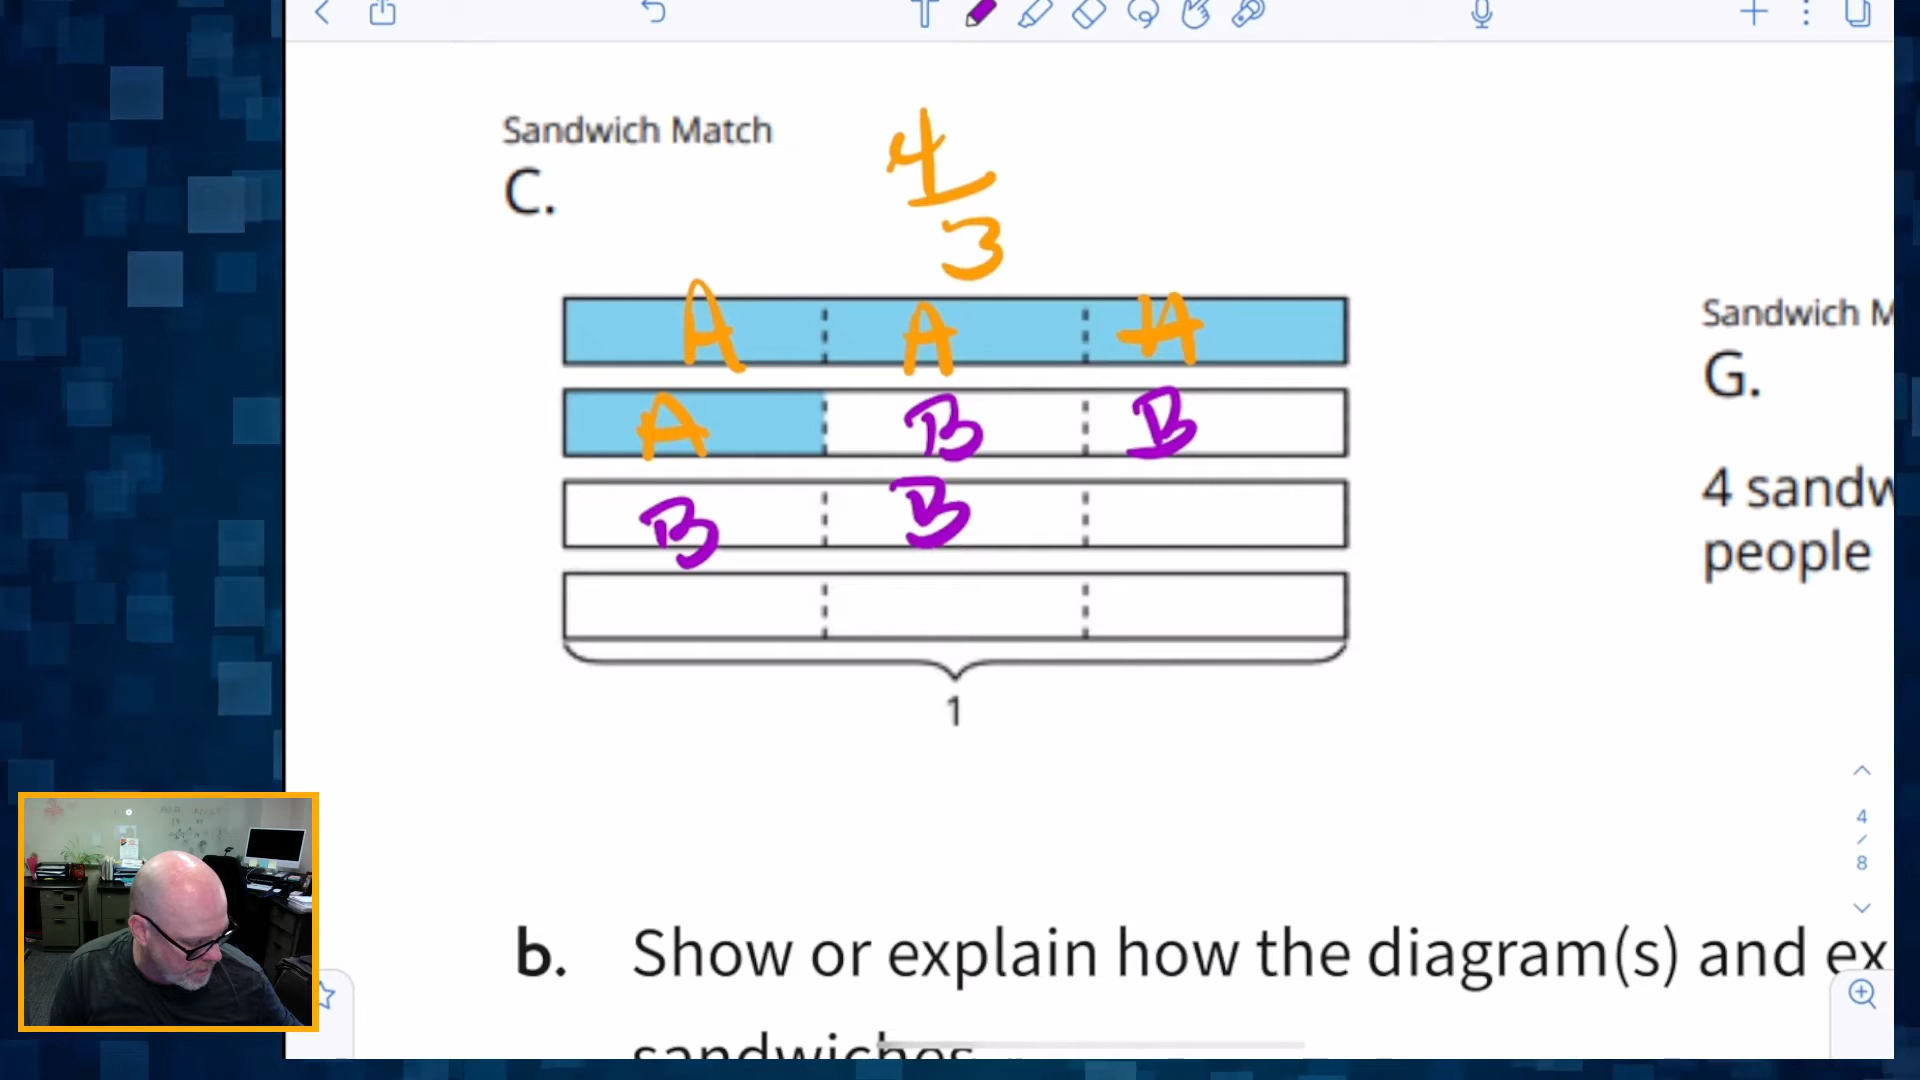 Sandwich Match
C.
4
3
A A A
A B B
B B
1
Sandwich M
G.
4 sandw
people
4
/
8
b. Show or explain how the diagram(s) and ex
sandwiches